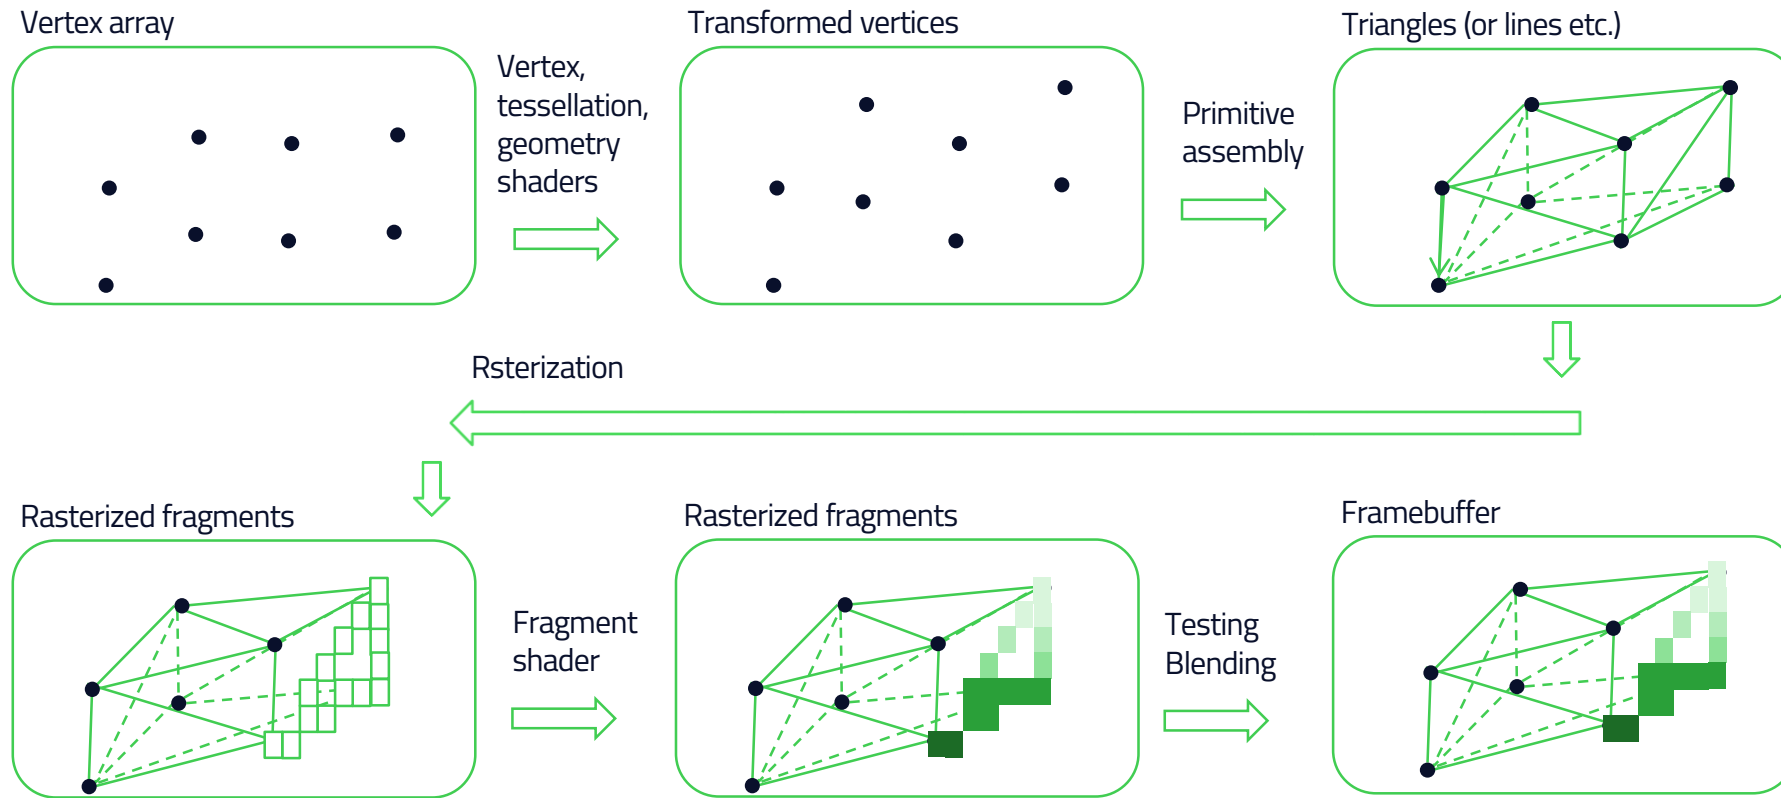 Vertex array
Transformed vertices
Triangles (or lines etc.)
Vertex,
tessellation,
geometry
shaders
Primitive
assembly
Rsterization
Rasterized fragments
Rasterized fragments
Framebuffer
Fragment
shader
Testing
Blending